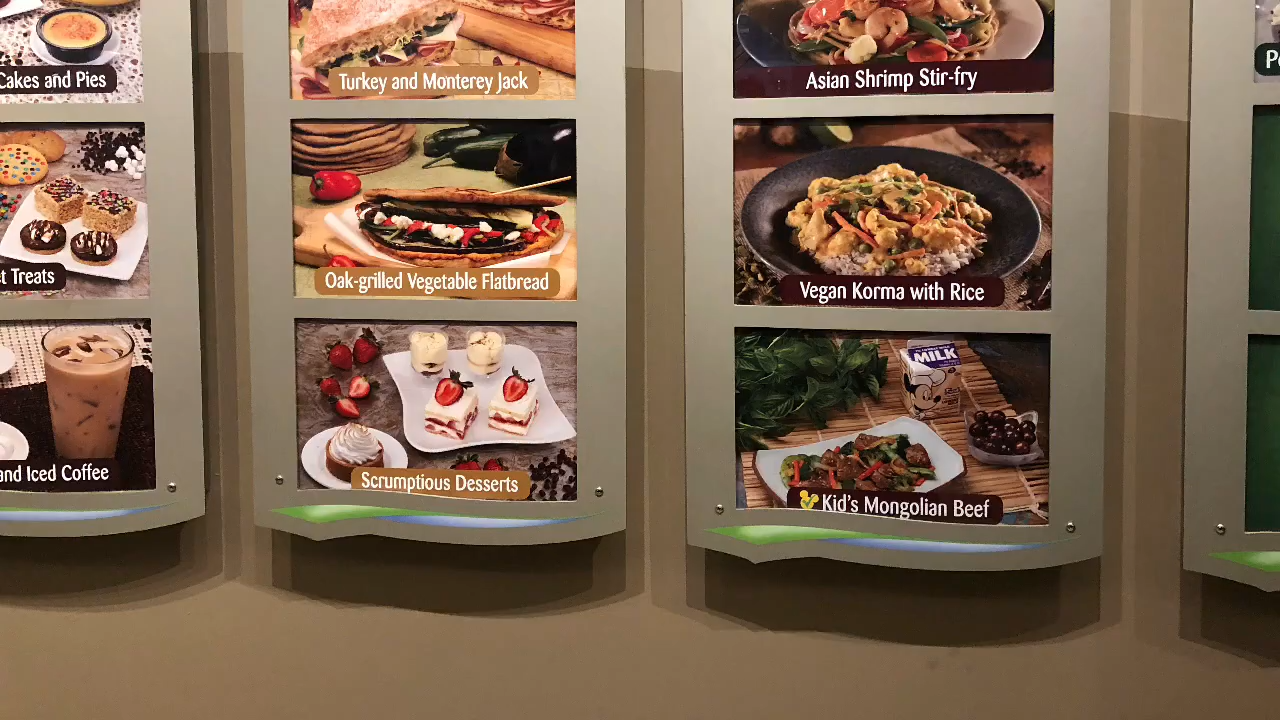 Cakes and Pies
Treats
and Iced Coffee
Turkey and Monterey Jack
Oak-grilled Vegetable Flatbread
Scrumptious Desserts
Asian Shrimp Stir-fry
Vegan Korma with Rice
MILK
Kid's Mongolian Beef